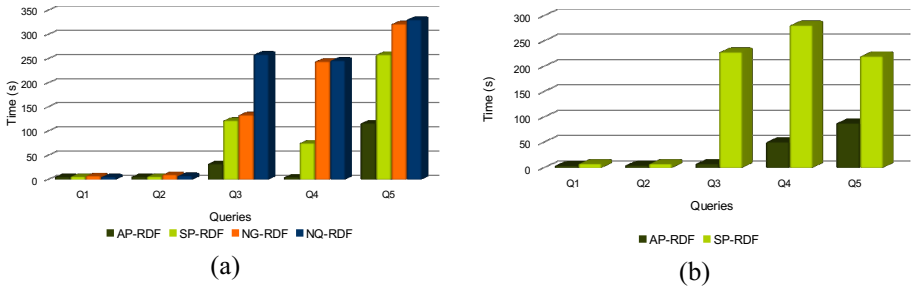 350
300
250
200
150
100
50
0
Time (s)
Q1 Q2 Q3 Q4 Q5
Queries
AP-RDF SP-RDF NG-RDF NQ-RDF
(a)
300
250
200
150
100
50
0
Time (s)
Q1 Q2 Q3 Q4 Q5
Queries
AP-RDF SP-RDF
(b)